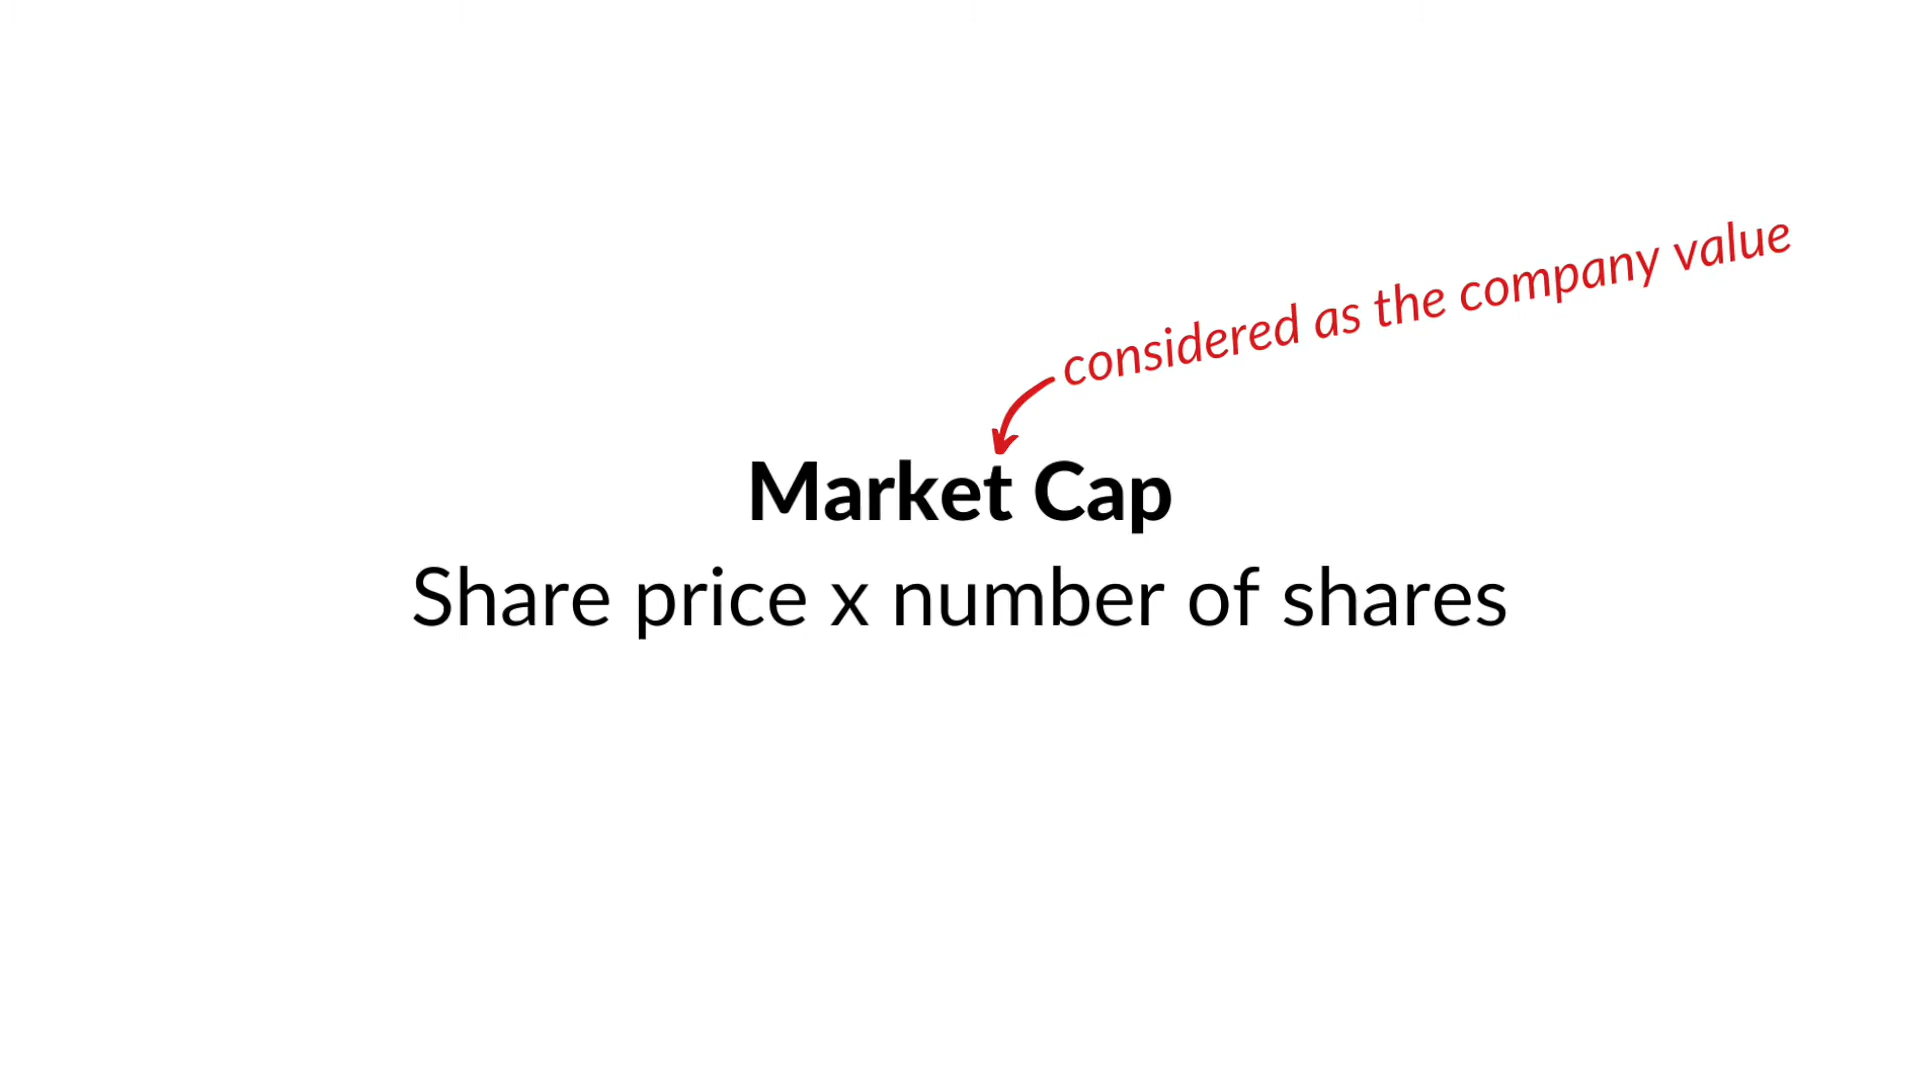 considered as the company value
Market Cap
Share price x number of shares